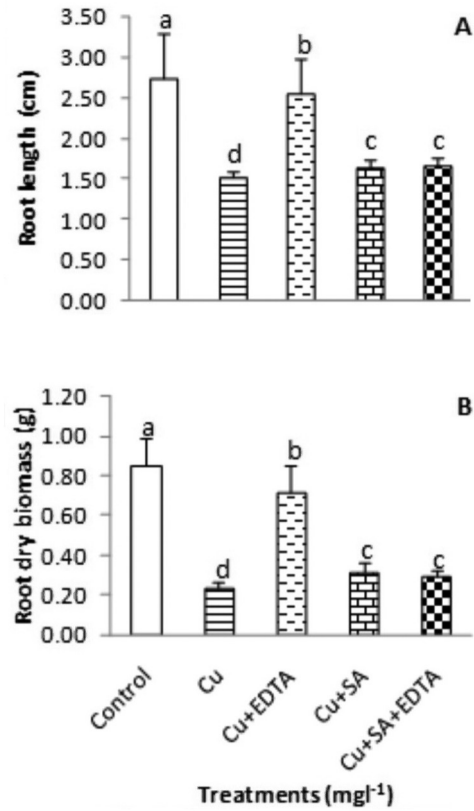 A
Root length (cm)
3.50
3.00
2.50
2.00
1.50
1.00
0.50
0.00
a
d
b
c
c
B
Root dry biomass (g)
1.20
1.00
0.80
0.60
0.40
0.20
0.00
a
d
b
c
c
Control
Cu
Cu+EDTA
Cu+SA
Cu+SA+EDTA
Treatments (mgl⁻¹)